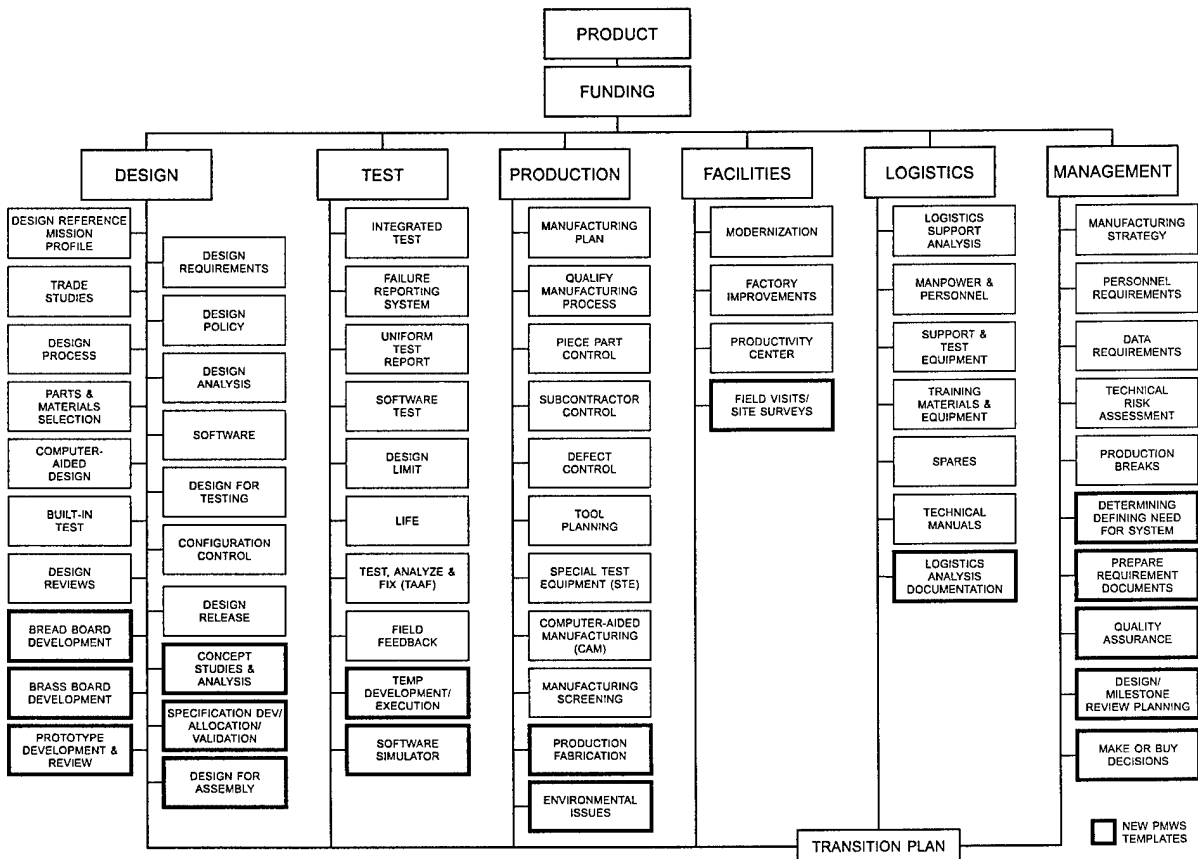 PRODUCT
FUNDING
DESIGN
TEST
PRODUCTION
FACILITIES
LOGISTICS
MANAGEMENT
DESIGN REFERENCE
MISSION
PROFILE
TRADE
STUDIES
DESIGN
PROCESS
PARTS &
MATERIALS
SELECTION
COMPUTER-
AIDED
DESIGN
BUILT-IN
TEST
DESIGN
REVIEWS
BREAD BOARD
DEVELOPMENT
BRASS BOARD
DEVELOPMENT
PROTOTYPE
DEVELOPMENT &
REVIEW
DESIGN
REQUIREMENTS
DESIGN
POLICY
DESIGN
ANALYSIS
SOFTWARE
DESIGN FOR
TESTING
CONFIGURATION
CONTROL
DESIGN
RELEASE
CONCEPT
STUDIES &
ANALYSIS
SPECIFICATION DEV/
ALLOCATION/
VALIDATION
DESIGN FOR
ASSEMBLY
INTEGRATED
TEST
FAILURE
REPORTING
SYSTEM
UNIFORM
TEST
REPORT
SOFTWARE
TEST
DESIGN
LIMIT
LIFE
TEST, ANALYZE &
FIX (TAAF)
FIELD
FEEDBACK
TEMP
DEVELOPMENT/
EXECUTION
SOFTWARE
SIMULATOR
MANUFACTURING
PLAN
QUALIFY
MANUFACTURING
PROCESS
PIECE PART
CONTROL
SUBCONTRACTOR
CONTROL
DEFECT
CONTROL
TOOL
PLANNING
SPECIAL TEST
EQUIPMENT (STE)
COMPUTER-AIDED
MANUFACTURING
(CAM)
MANUFACTURING
SCREENING
PRODUCTION
FABRICATION
ENVIRONMENTAL
ISSUES
MODERNIZATION
FACTORY
IMPROVEMENTS
PRODUCTIVITY
CENTER
FIELD VISITS/
SITE SURVEYS
LOGISTICS
SUPPORT
ANALYSIS
MANPOWER &
PERSONNEL
SUPPORT &
TEST
EQUIPMENT
TRAINING
MATERIALS &
EQUIPMENT
SPARES
TECHNICAL
MANUALS
LOGISTICS
ANALYSIS
DOCUMENTATION
MANUFACTURING
STRATEGY
PERSONNEL
REQUIREMENTS
DATA
REQUIREMENTS
TECHNICAL
RISK
ASSESSMENT
PRODUCTION
BREAKS
DETERMINING
DEFINING NEED
FOR SYSTEM
PREPARE
REQUIREMENT
DOCUMENTS
QUALITY
ASSURANCE
DESIGN/
MILESTONE
REVIEW PLANNING
MAKE OR BUY
DECISIONS
TRANSITION PLAN
NEW PMWS
TEMPLATES